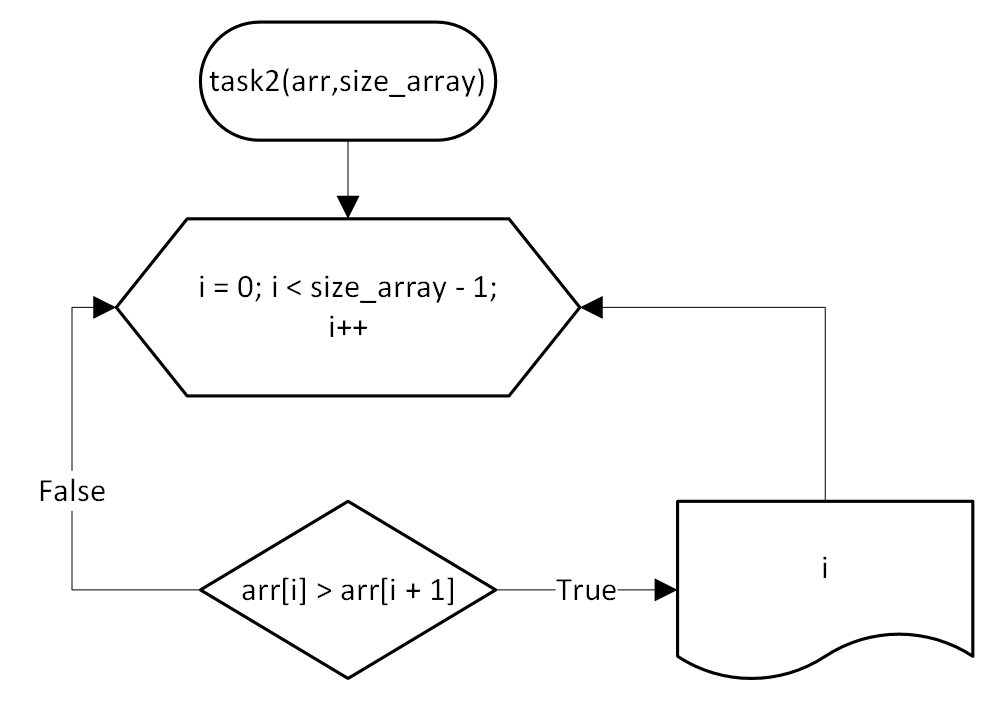 task2(arr,size_array)
i = 0; i < size_array - 1;
i++
False
arr[i] > arr[i + 1]
True
i